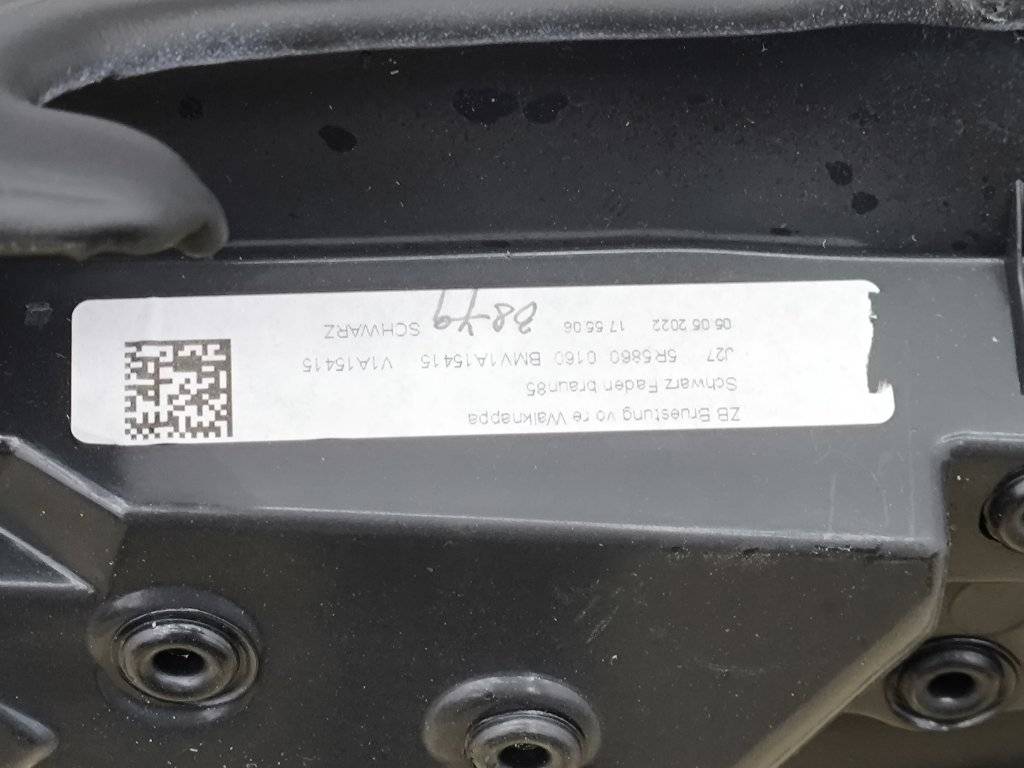 ZB Bruestung vo re Walknappa
Schwarz Faden braun85
J27 5R5860 0160 BMV1A15415 V1A15415
05.05.2022 17.55.06 SCHWARZ